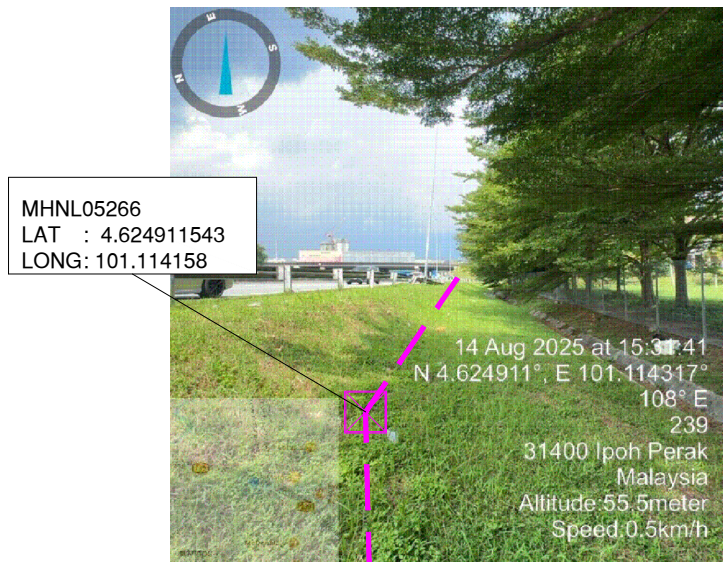 E
S
N
W
MHNL05266
LAT : 4.624911543
LONG: 101.114158
14 Aug 2025 at 15:31:41
N 4.624911°, E 101.114317°
108° E
239
31400 Ipoh Perak
Malaysia
Altitude:55.5meter
Speed:0.5km/h